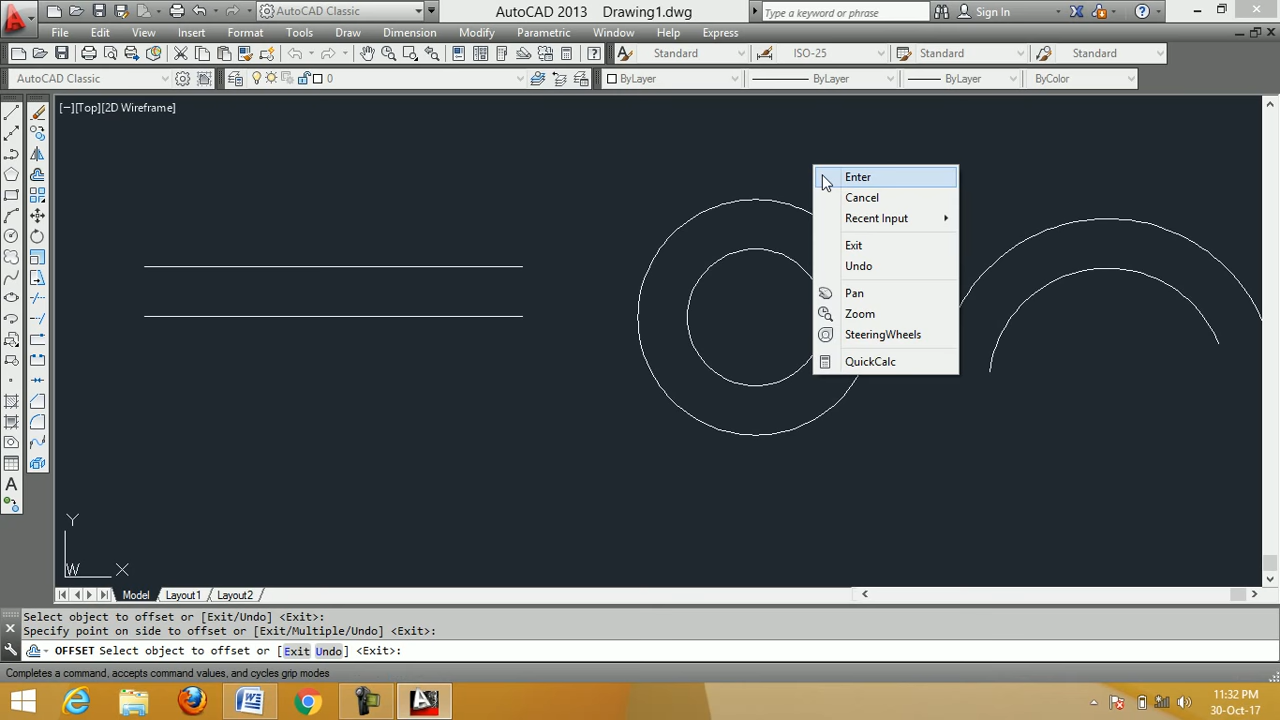 AutoCAD Classic
AutoCAD 2013 Drawing1.dwg
Type a keyword or phrase
Sign In
File Edit View Insert Format Tools Draw Dimension Modify Parametric Window Help Express
Standard
ISO-25
Standard
Standard
AutoCAD Classic
0
ByLayer
ByLayer
ByLayer
ByColor
[−][Top][2D Wireframe]
Enter
Cancel
Recent Input
Exit
Undo
Pan
Zoom
SteeringWheels
QuickCalc
Y
W X
A
Model Layout1 Layout2
Select object to offset or [Exit/Undo] <Exit>:
Specify point on side to offset or [Exit/Multiple/Undo] <Exit>:
OFFSET Select object to offset or [Exit Undo] <Exit>:
Completes a command, accepts command values, and cycles grip modes
11:32 PM
30-Oct-17